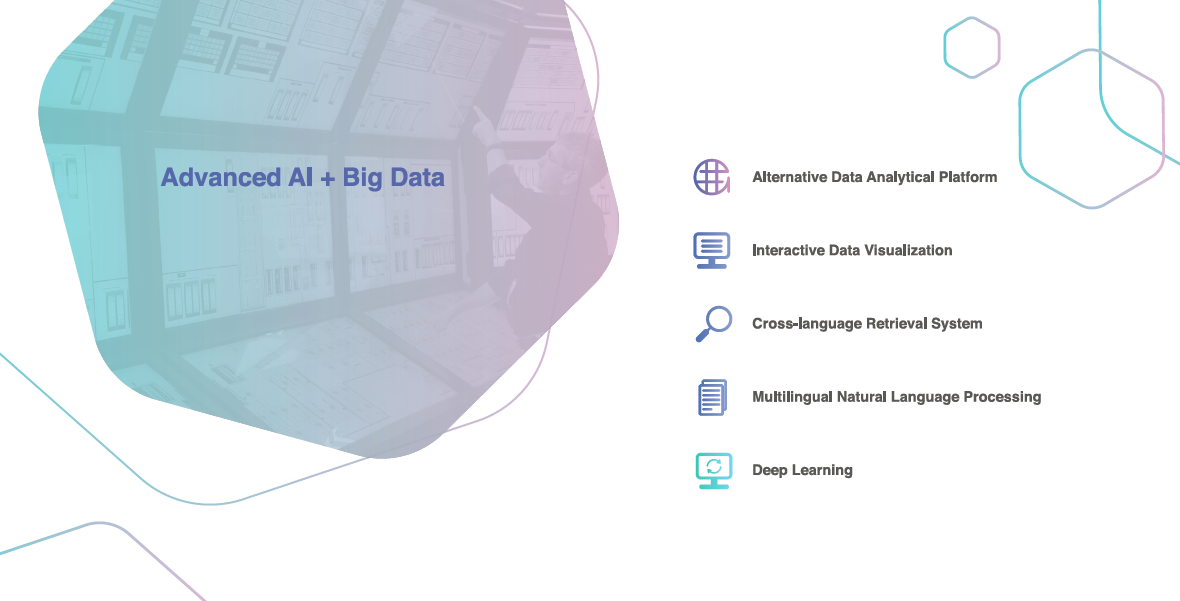 Advanced AI + Big Data
Alternative Data Analytical Platform
Interactive Data Visualization
Cross-language Retrieval System
Multilingual Natural Language Processing
Deep Learning